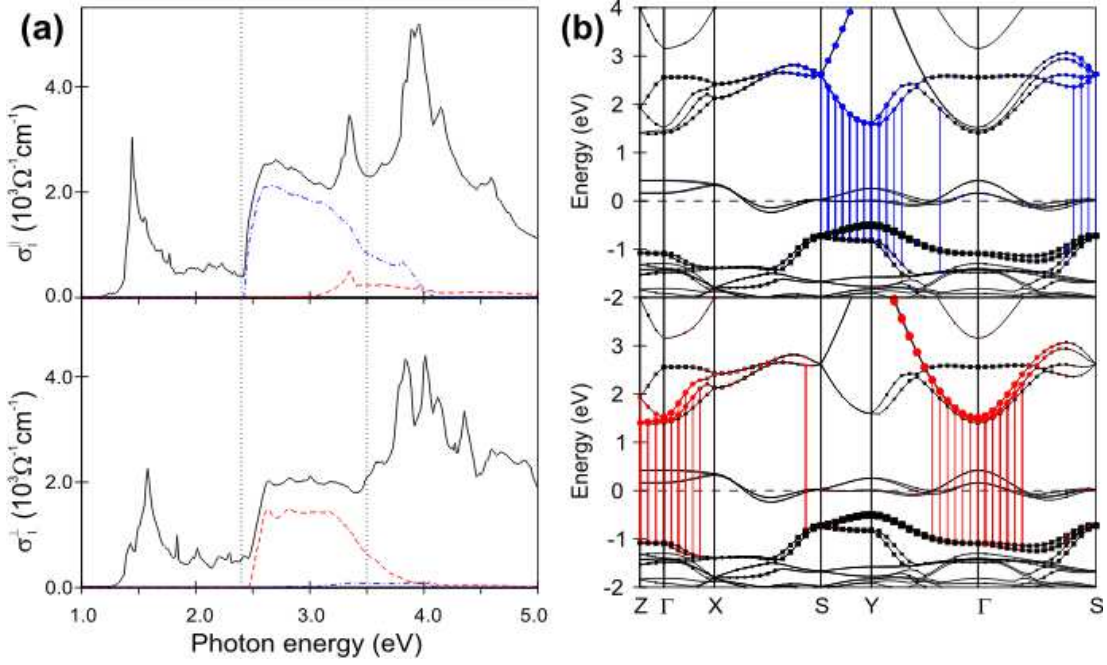 (a)
σ₁^∥ (10³Ω⁻¹cm⁻¹)
4.0
2.0
0.0
σ₁^⊥ (10³Ω⁻¹cm⁻¹)
4.0
2.0
0.0
1.0 2.0 3.0 4.0 5.0
Photon energy (eV)
(b)
Energy (eV)
4
3
2
1
0
-1
-2
Energy (eV)
3
2
1
0
-1
-2
Z Γ X S Y Γ S